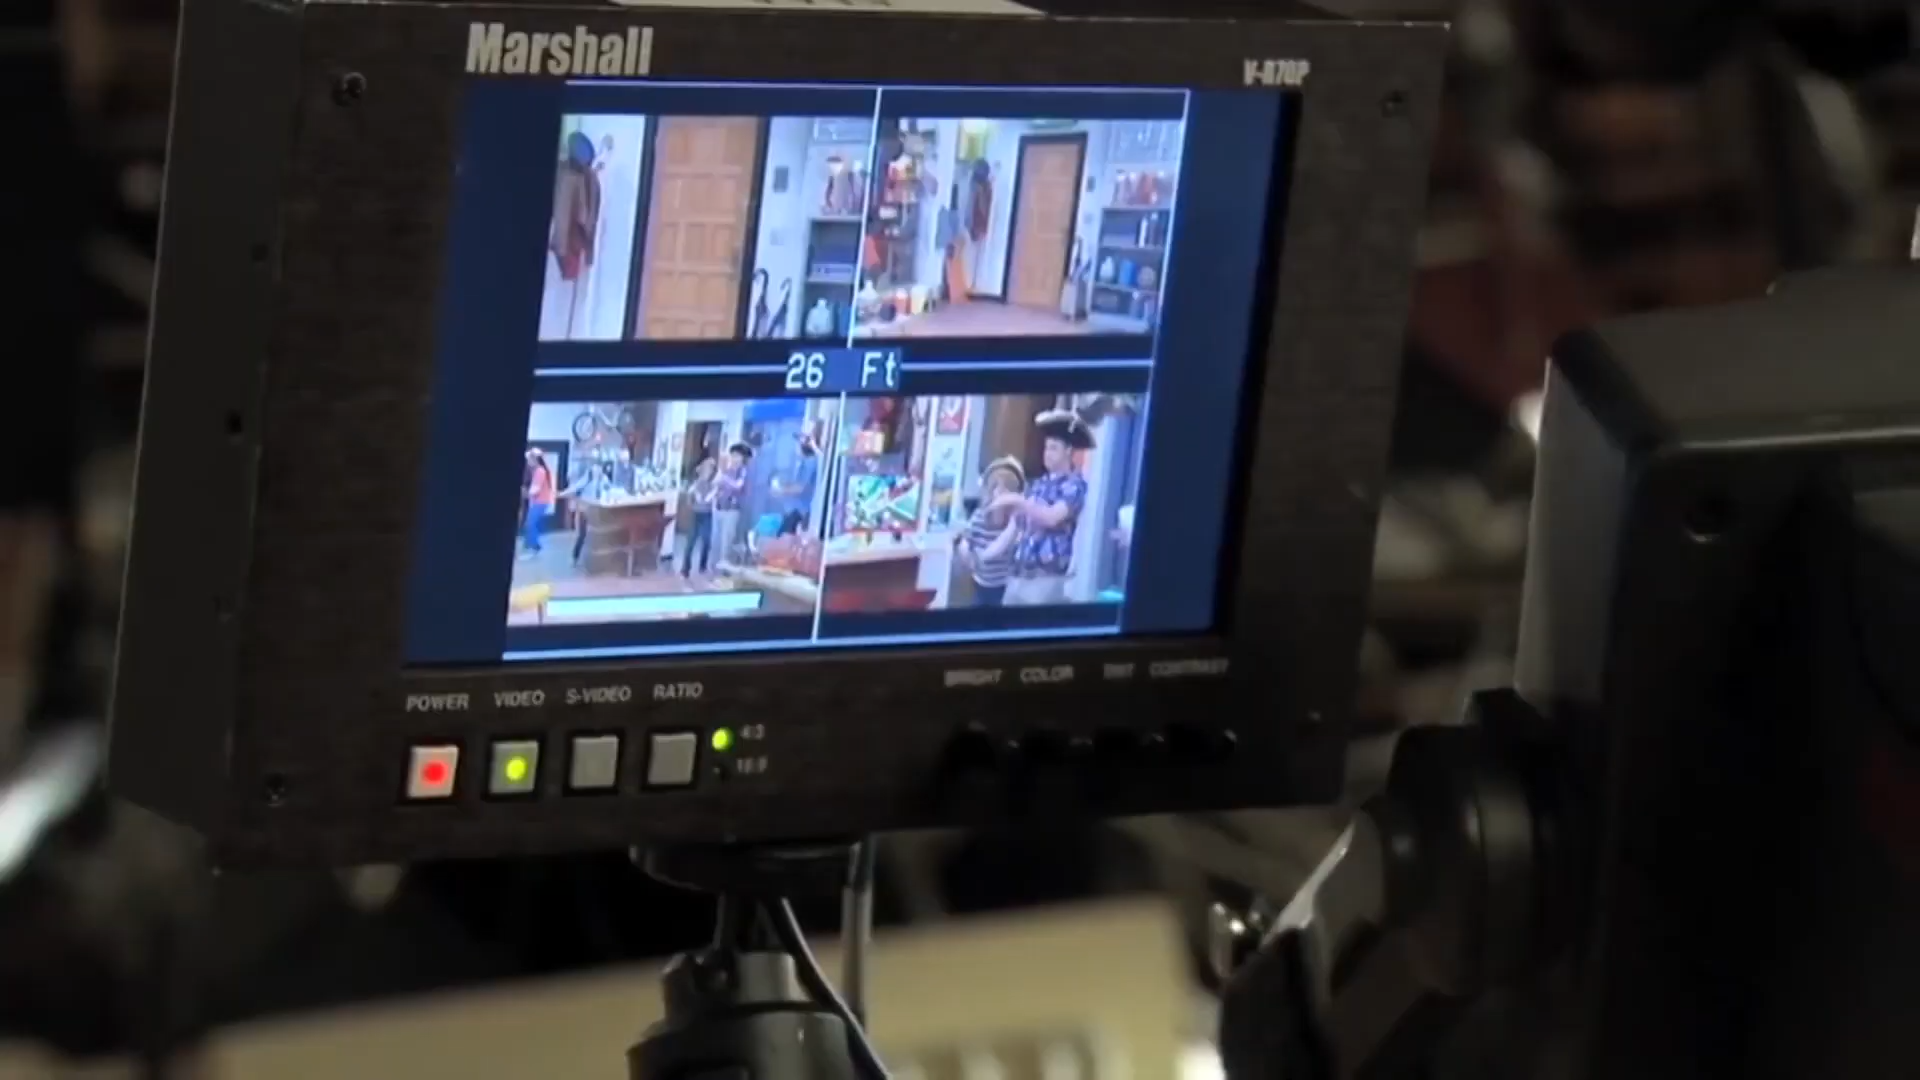 Marshall
V-R70P
26 Ft
POWER VIDEO S-VIDEO RATIO
BRIGHT COLOR TINT CONTRAST
4:3
16:9